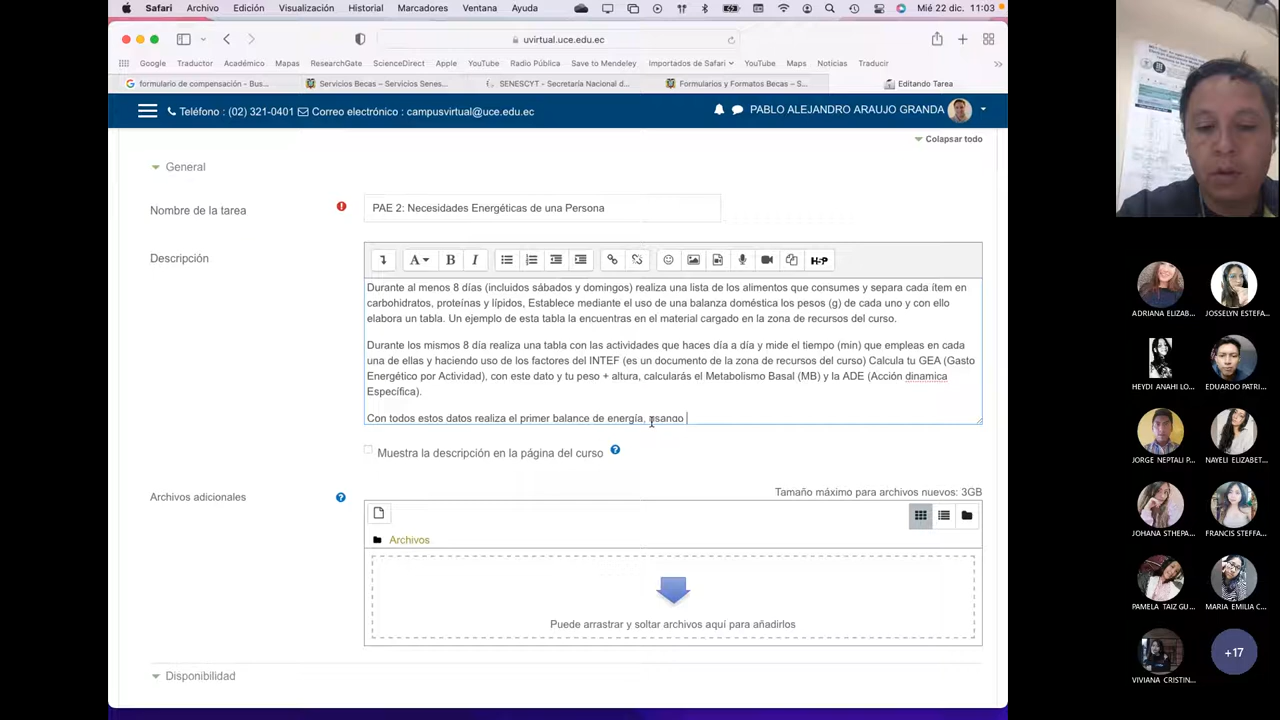 Safari Archivo Edición Visualización Historial Marcadores Ventana Ayuda Mié 22 dic. 11:03
uvirtual.uce.edu.ec
Google Traductor Académico Mapas ResearchGate ScienceDirect Apple YouTube Radio Pública Save to Mendeley Importados de Safari YouTube Maps Noticias Traducir
formulario de compensación - Bus... Servicios Becas – Servicios Senes... SENESCYT - Secretaría Nacional d... Formularios y Formatos Becas – S... Editando Tarea
Teléfono : (02) 321-0401 Correo electrónico : campusvirtual@uce.edu.ec PABLO ALEJANDRO ARAUJO GRANDA
Colapsar todo
General
Nombre de la tarea PAE 2: Necesidades Energéticas de una Persona
Descripción
Durante al menos 8 días (incluidos sábados y domingos) realiza una lista de los alimentos que consumes y separa cada ítem en
carbohidratos, proteínas y lípidos, Establece mediante el uso de una balanza doméstica los pesos (g) de cada uno y con ello
elabora un tabla. Un ejemplo de esta tabla la encuentras en el material cargado en la zona de recursos del curso.
Durante los mismos 8 día realiza una tabla con las actividades que haces día a día y mide el tiempo (min) que empleas en cada
una de ellas y haciendo uso de los factores del INTEF (es un documento de la zona de recursos del curso) Calcula tu GEA (Gasto
Energético por Actividad), con este dato y tu peso + altura, calcularás el Metabolismo Basal (MB) y la ADE (Acción dinamica
Especifíca).
Con todos estos datos realiza el primer balance de energía,
Muestra la descripción en la página del curso
Archivos adicionales Tamaño máximo para archivos nuevos: 3GB
Archivos
Puede arrastrar y soltar archivos aquí para añadirlos
Disponibilidad
ADRIANA ELIZAB... JOSSELYN ESTEFA...
HEYDI ANAHI LO... EDUARDO PATRI...
JORGE NEPTALI P... NAYELI ELIZABET...
JOHANA STHEPA... FRANCIS STEFFA...
PAMELA TAIZ GU... MARIA EMILIA C...
VIVIANA CRISTIN... +17